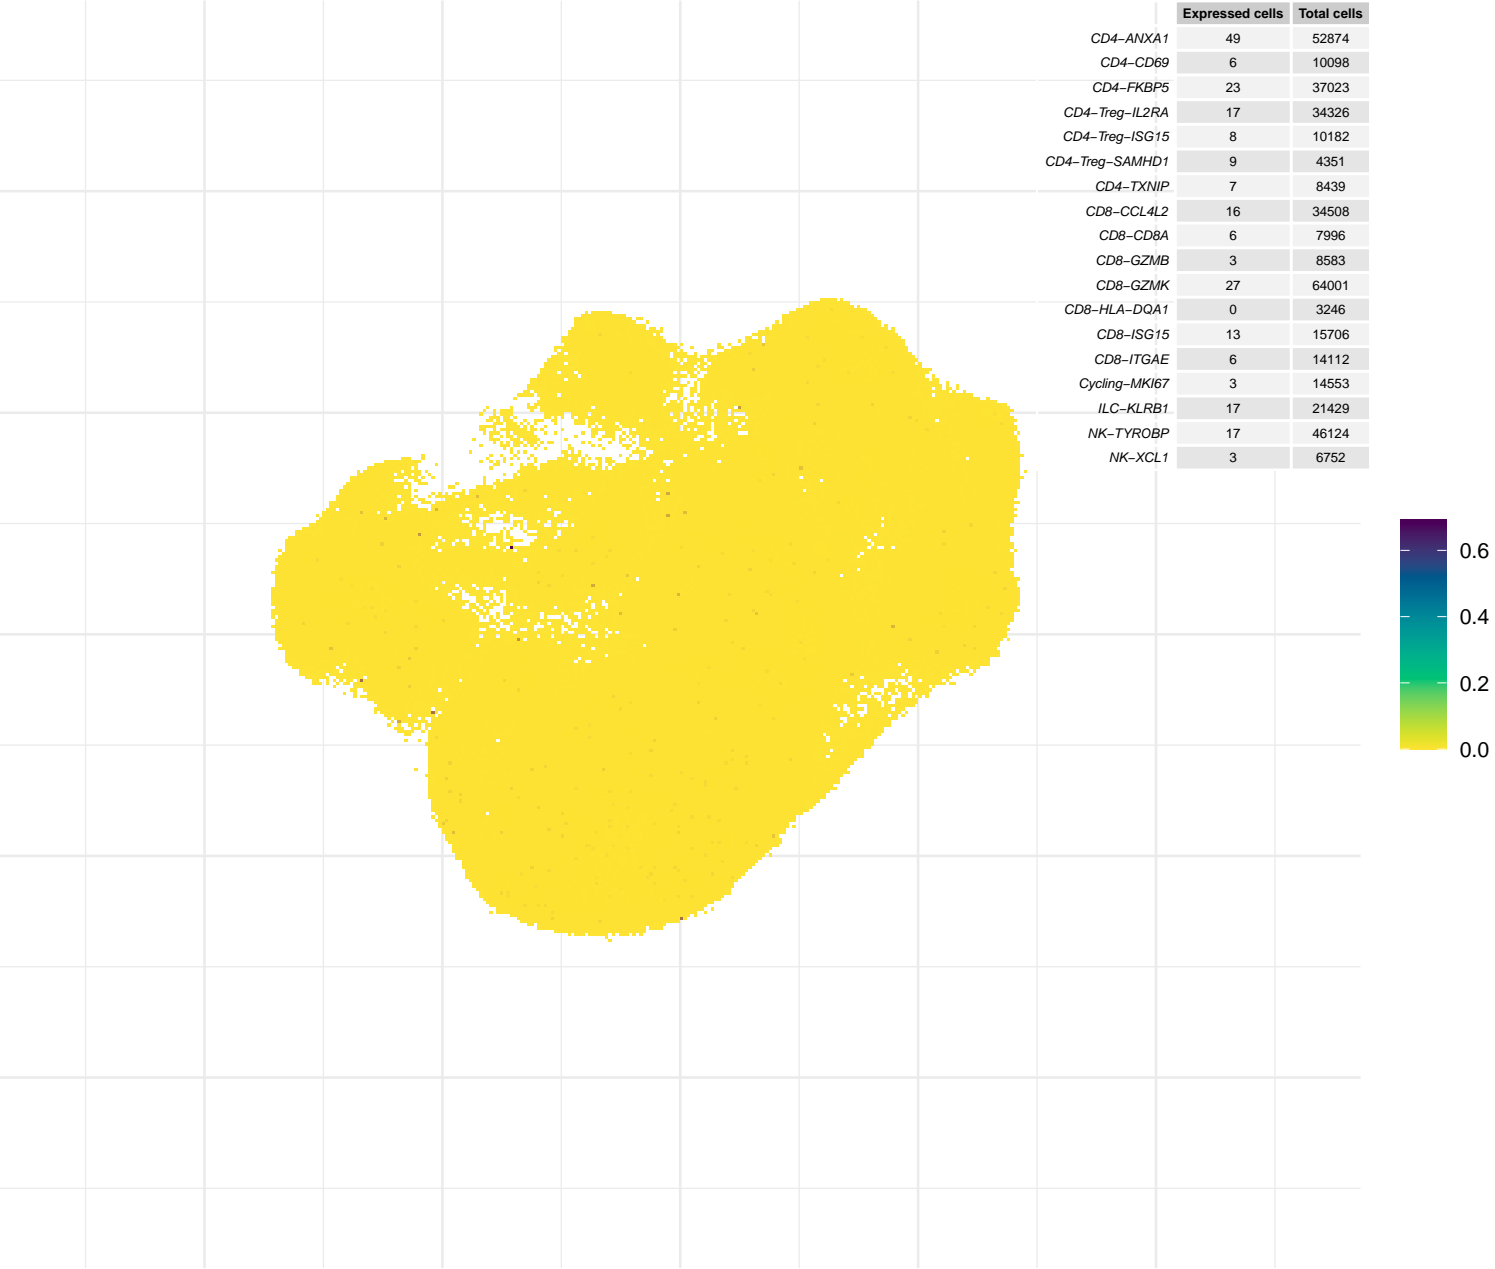 Expressed cells Total cells
CD4−ANXA1 49 52874
CD4−CD69 6 10098
CD4−FKBP5 23 37023
CD4−Treg−IL2RA 17 34326
CD4−Treg−ISG15 8 10182
CD4−Treg−SAMHD1 9 4351
CD4−TXNIP 7 8439
CD8−CCL4L2 16 34508
CD8−CD8A 6 7996
CD8−GZMB 3 8583
CD8−GZMK 27 64001
CD8−HLA−DQA1 0 3246
CD8−ISG15 13 15706
CD8−ITGAE 6 14112
Cycling−MKI67 3 14553
ILC−KLRB1 17 21429
NK−TYROBP 17 46124
NK−XCL1 3 6752
0.6
0.4
0.2
0.0